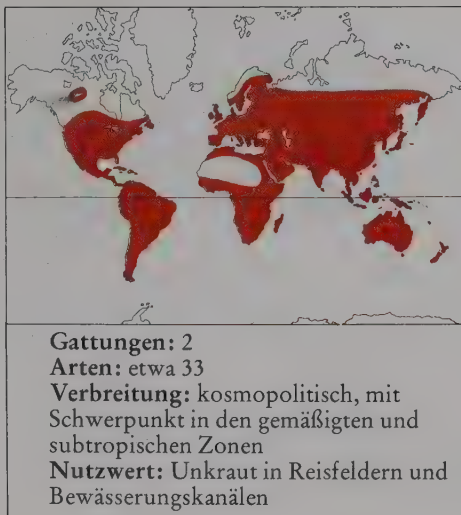 Gattungen: 2
Arten: etwa 33
Verbreitung: kosmopolitisch, mit
Schwerpunkt in den gemäßigten und
subtropischen Zonen
Nutzwert: Unkraut in Reisfeldern und
Bewässerungskanälen